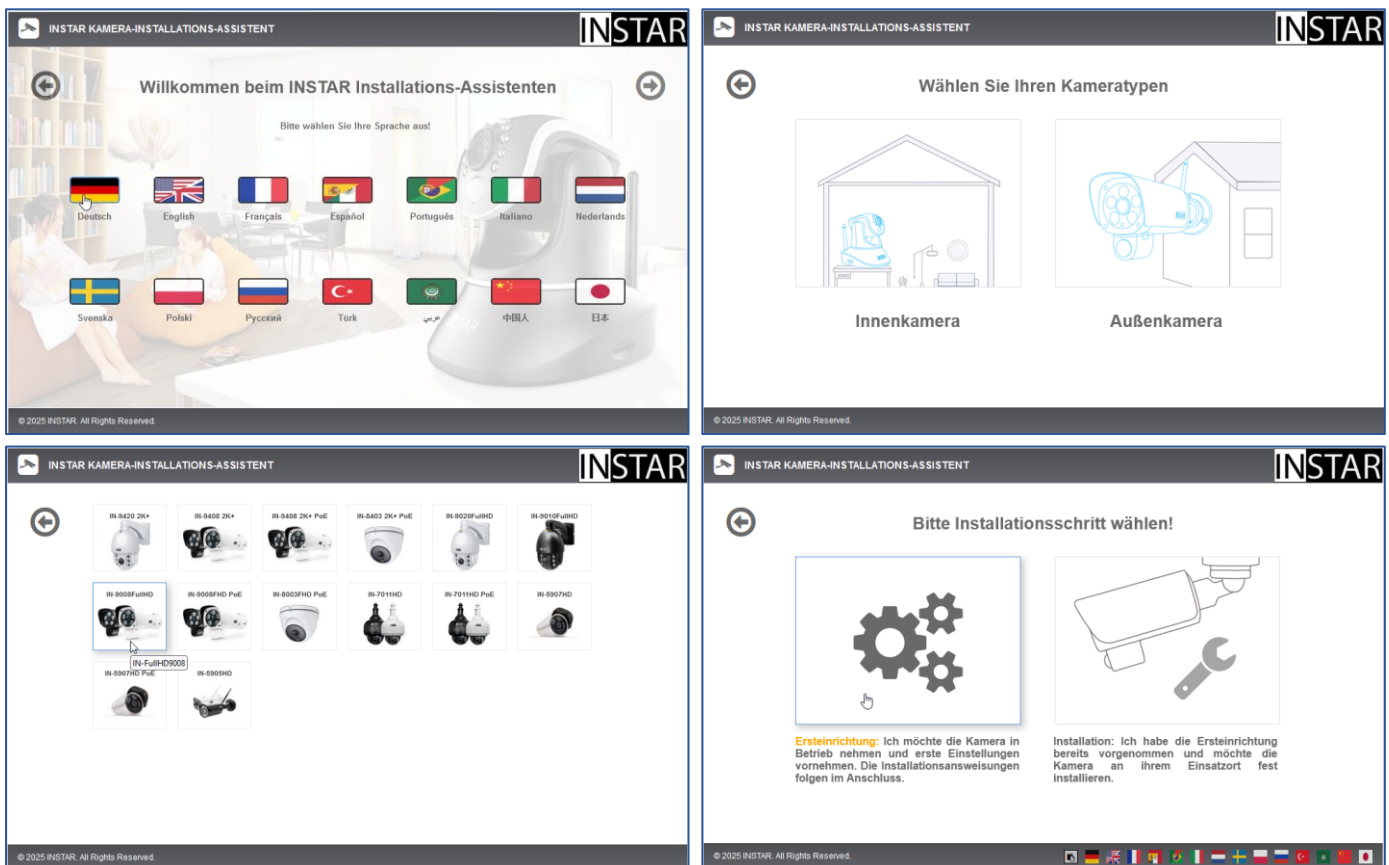 INSTAR KAMERA-INSTALLATIONS-ASSISTENT
INSTAR
Willkommen beim INSTAR Installations-Assistenten
Bitte wählen Sie Ihre Sprache aus!
Deutsch English Français Español Português Italiano Nederlands
Svenska Polski Русский Türk عربي 中国人 日本
© 2025 INSTAR. All Rights Reserved.
INSTAR KAMERA-INSTALLATIONS-ASSISTENT
INSTAR
Wählen Sie Ihren Kameratypen
Innenkamera Außenkamera
© 2025 INSTAR. All Rights Reserved.
INSTAR KAMERA-INSTALLATIONS-ASSISTENT
INSTAR
IN-9420 2K+ IN-9408 2K+ IN-9408 2K+ PoE IN-8403 2K+ PoE IN-9020FullHD IN-9010FullHD
IN-9008FullHD IN-9008FHD PoE IN-8003FHD PoE IN-7011HD IN-7011HD PoE IN-5907HD
IN-FullHD9008
IN-5907HD PoE IN-5905HD
© 2025 INSTAR. All Rights Reserved.
INSTAR KAMERA-INSTALLATIONS-ASSISTENT
INSTAR
Bitte Installationsschritt wählen!
Ersteinrichtung: Ich möchte die Kamera in
Betrieb nehmen und erste Einstellungen
vornehmen. Die Installationsanweisungen
folgen im Anschluss.
Installation: Ich habe die Ersteinrichtung
bereits vorgenommen und möchte die
Kamera an ihrem Einsatzort fest
installieren.
© 2025 INSTAR. All Rights Reserved.